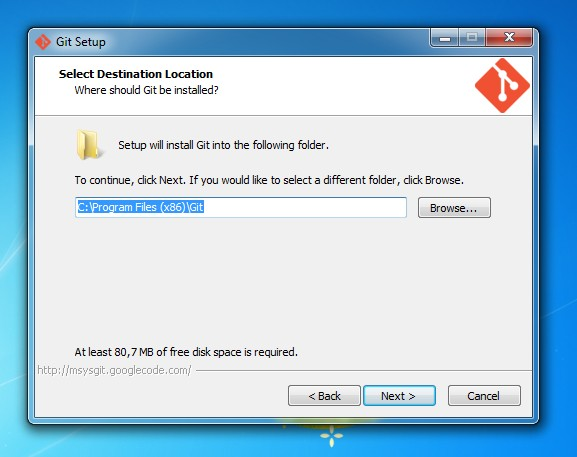 Git Setup
Select Destination Location
Where should Git be installed?
Setup will install Git into the following folder.
To continue, click Next. If you would like to select a different folder, click Browse.
C:\Program Files (x86)\Git
Browse...
At least 80,7 MB of free disk space is required.
http://msysgit.googlecode.com/
< Back
Next >
Cancel